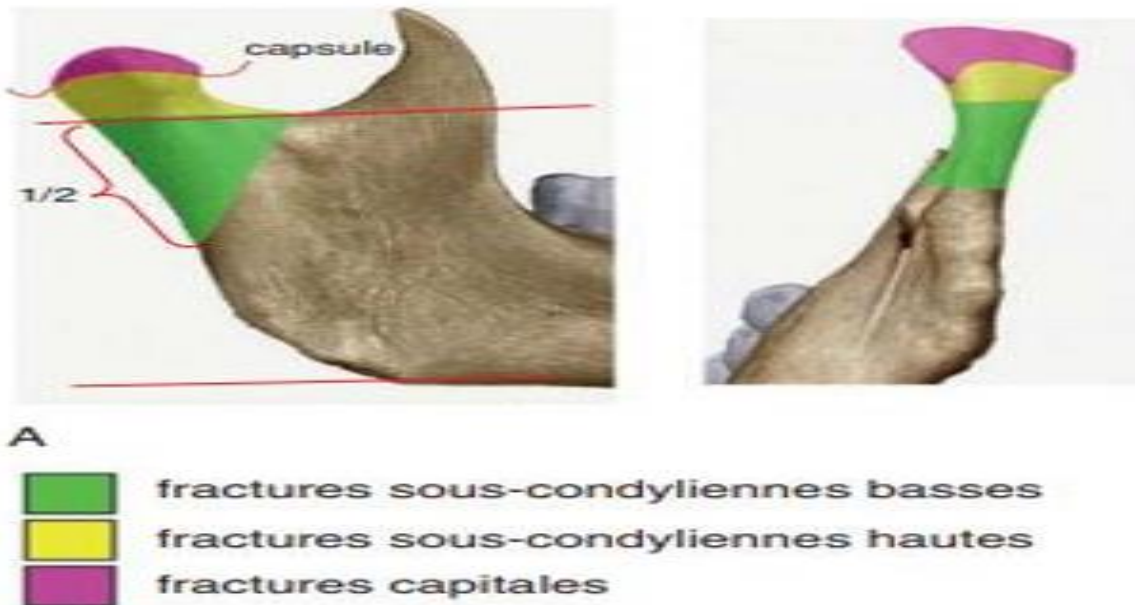 capsule
1/2
A
fractures sous-condyliennes basses
fractures sous-condyliennes hautes
fractures capitales